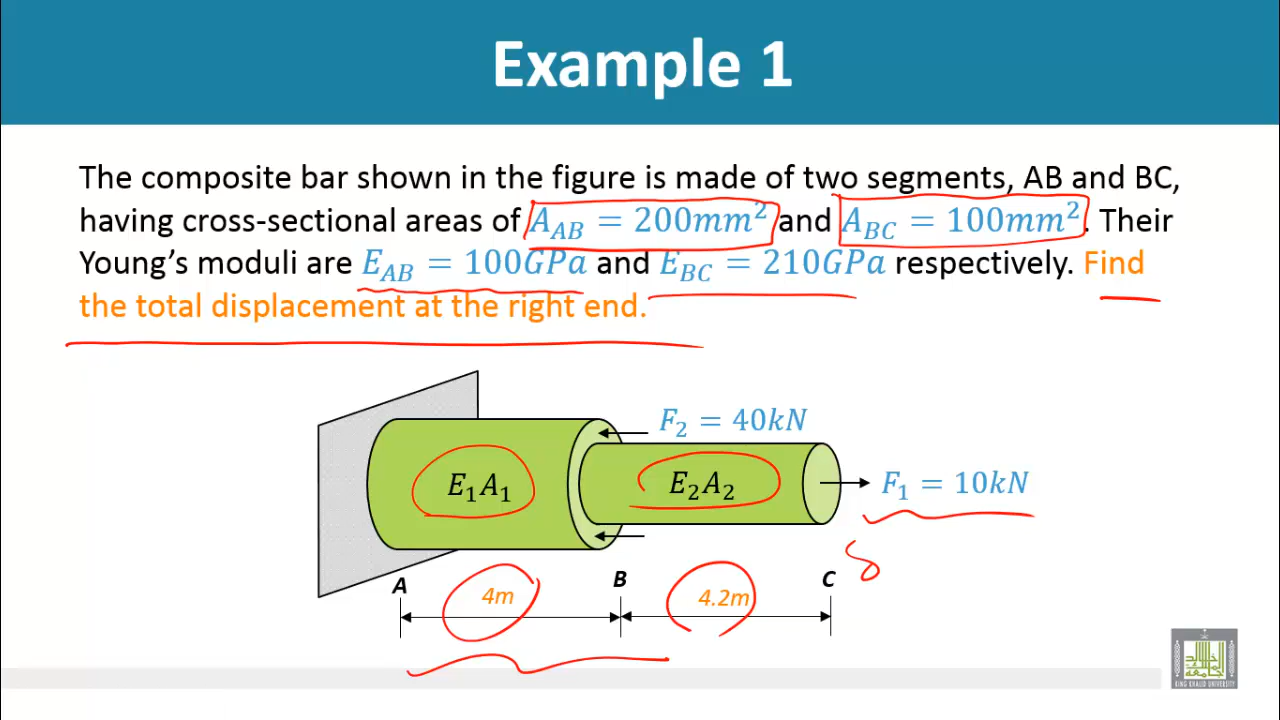 Example 1
The composite bar shown in the figure is made of two segments, AB and BC,
having cross-sectional areas of A_AB = 200mm² and A_BC = 100mm². Their
Young's moduli are E_AB = 100GPa and E_BC = 210GPa respectively. Find
the total displacement at the right end.
F₂ = 40kN
E₁A₁
E₂A₂
F₁ = 10kN
δ
A
B
C
4m
4.2m
KING KHALID UNIVERSITY